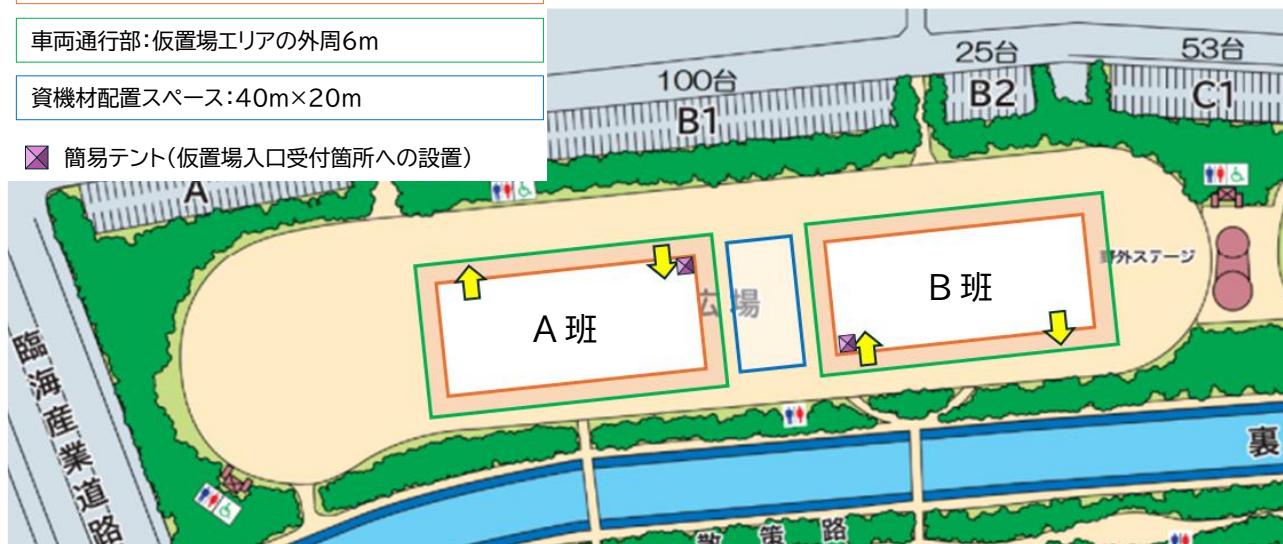 車両通行部：仮置場エリアの外周6m
資機材配置スペース：40m×20m
簡易テント(仮置場入口受付箇所への設置)
100台
25台
53台
B1
B2
C1
A
A班
広場
B班
野外ステージ
臨海産業道路
裏
散策路